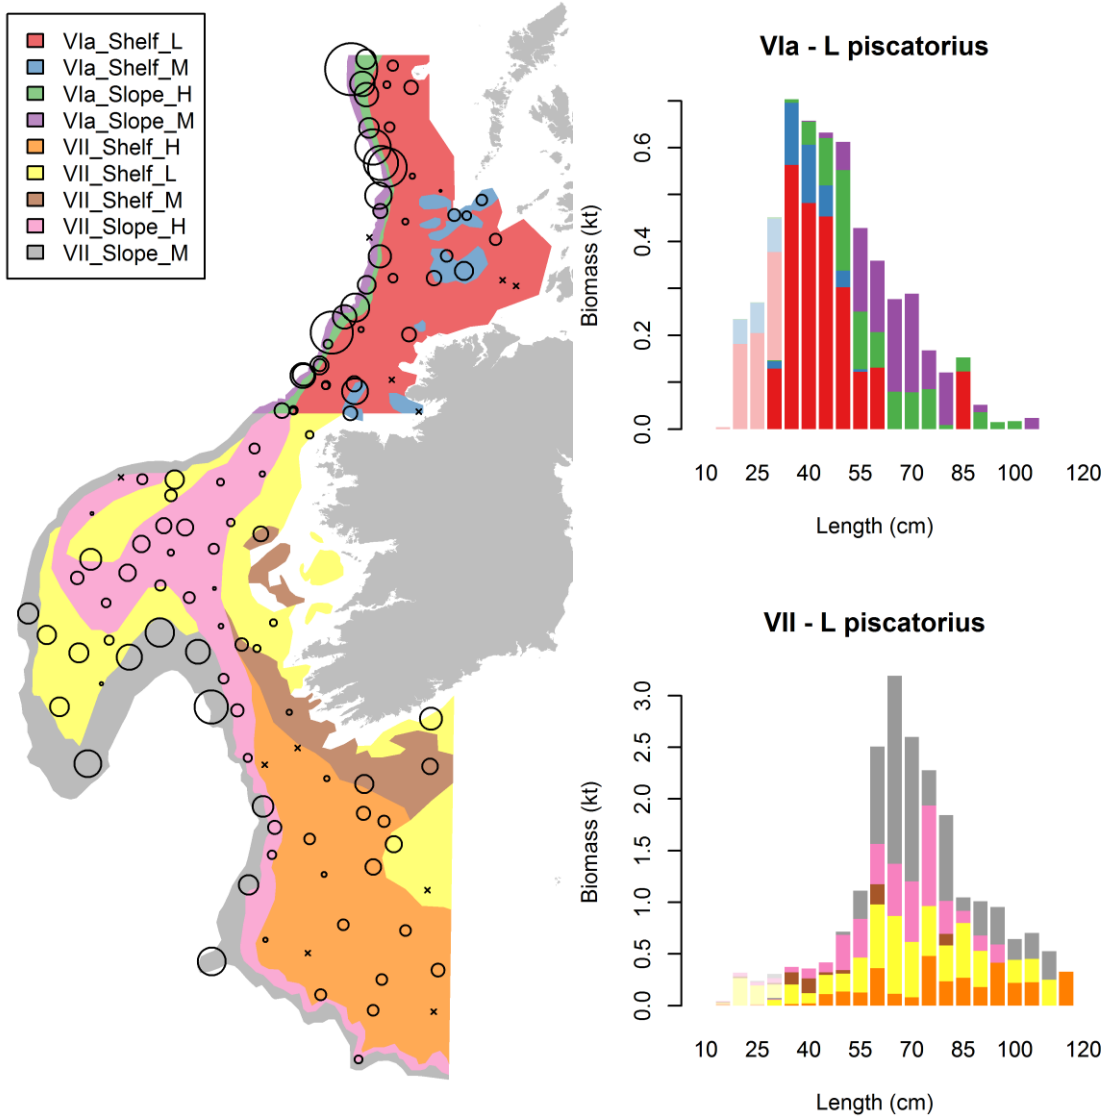 VIa_Shelf_L
VIa_Shelf_M
VIa_Slope_H
VIa_Slope_M
VII_Shelf_H
VII_Shelf_L
VII_Shelf_M
VII_Slope_H
VII_Slope_M
VIa - L piscatorius
Biomass (kt)
0.6
0.4
0.2
0.0
10 25 40 55 70 85 100 120
Length (cm)
VII - L piscatorius
Biomass (kt)
3.0
2.5
2.0
1.5
1.0
0.5
0.0
10 25 40 55 70 85 100 120
Length (cm)